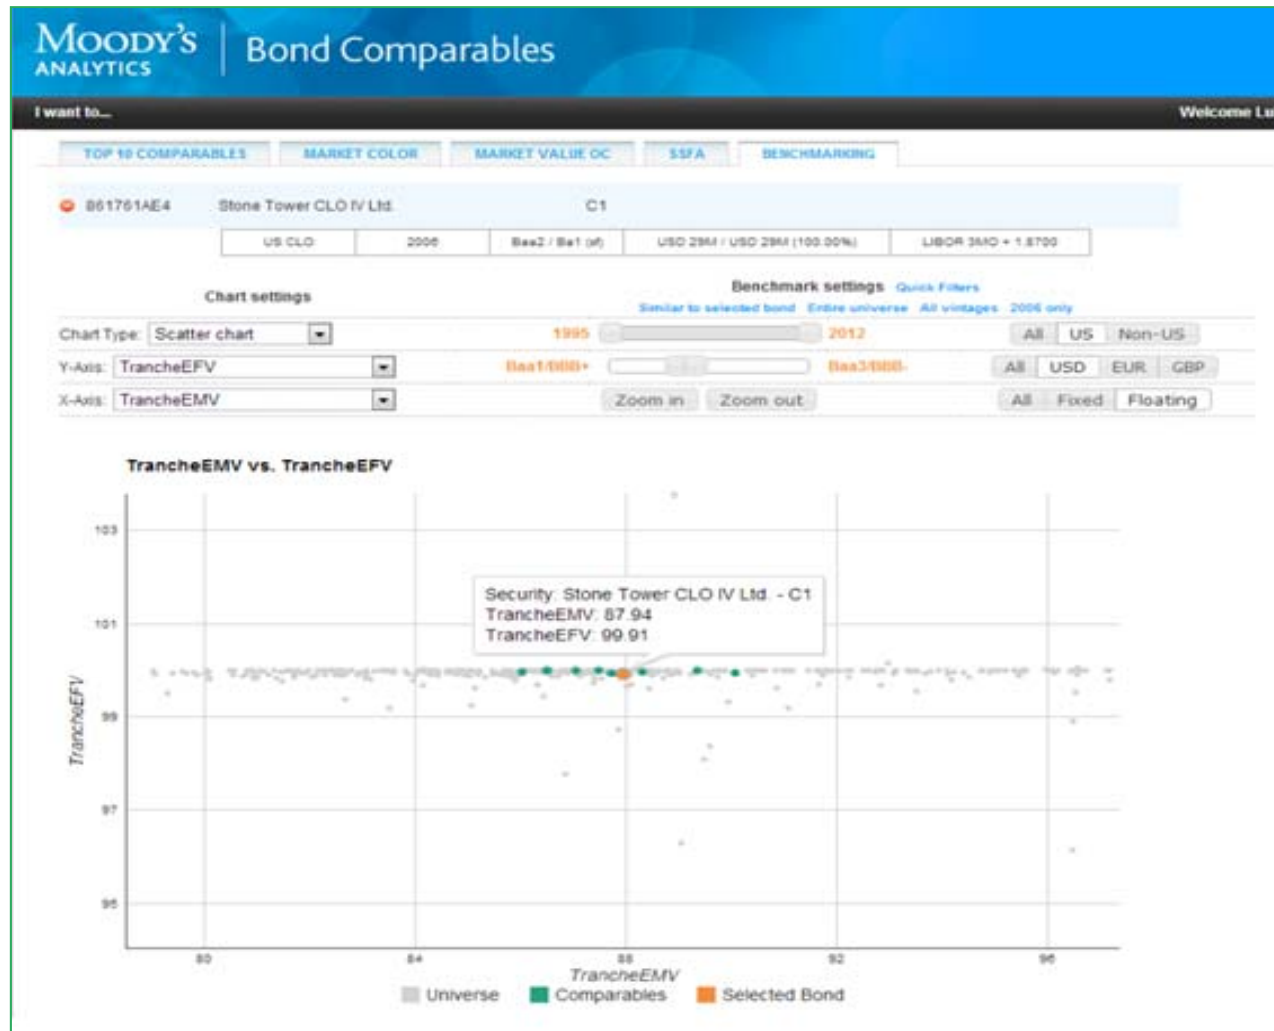 MOODY'S
ANALYTICS
Bond Comparables
I want to...
Welcome Lu
TOP 10 COMPARABLES MARKET COLOR MARKET VALUE OC SSFA BENCHMARKING
861761AE4 Stone Tower CLO IV Ltd. C1
US CLO 2006 Baa2 / Ba1 (sf) USD 29M / USD 29M (100.00%) LIBOR 3MO + 1.8700
Chart settings
Benchmark settings Quick Filters
Similar to selected bond Entire universe All vintages 2006 only
Chart Type: Scatter chart 1995 2012 All US Non-US
Y-Axis: TrancheEFV Baa1/BBB+ Baa3/BBB- All USD EUR GBP
X-Axis: TrancheEMV Zoom in Zoom out All Fixed Floating
TrancheEMV vs. TrancheEFV
103
Security: Stone Tower CLO IV Ltd. - C1
TrancheEMV: 87.94
TrancheEFV: 99.91
101
TrancheEFV
99
97
95
80 84 88 92 96
TrancheEMV
Universe Comparables Selected Bond